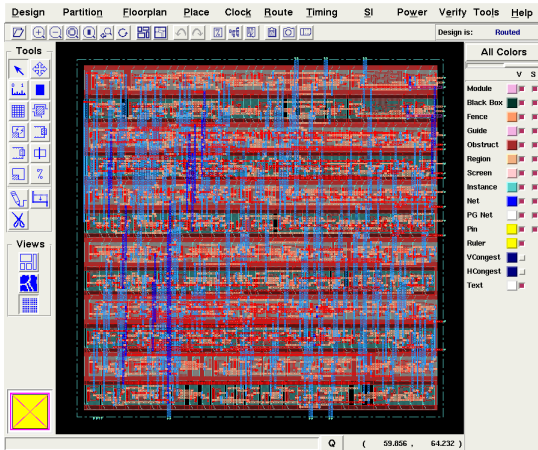 Design Partition Floorplan Place Clock Route Timing SI Power Verify Tools Help
Design is: Routed
Tools
All Colors
V S
Module
Black Box
Fence
Guide
Obstruct
Region
Screen
Instance
Net
PG Net
Pin
Ruler
VCongest
HCongest
Text
Views
Q ( 59.856 , 64.232 )